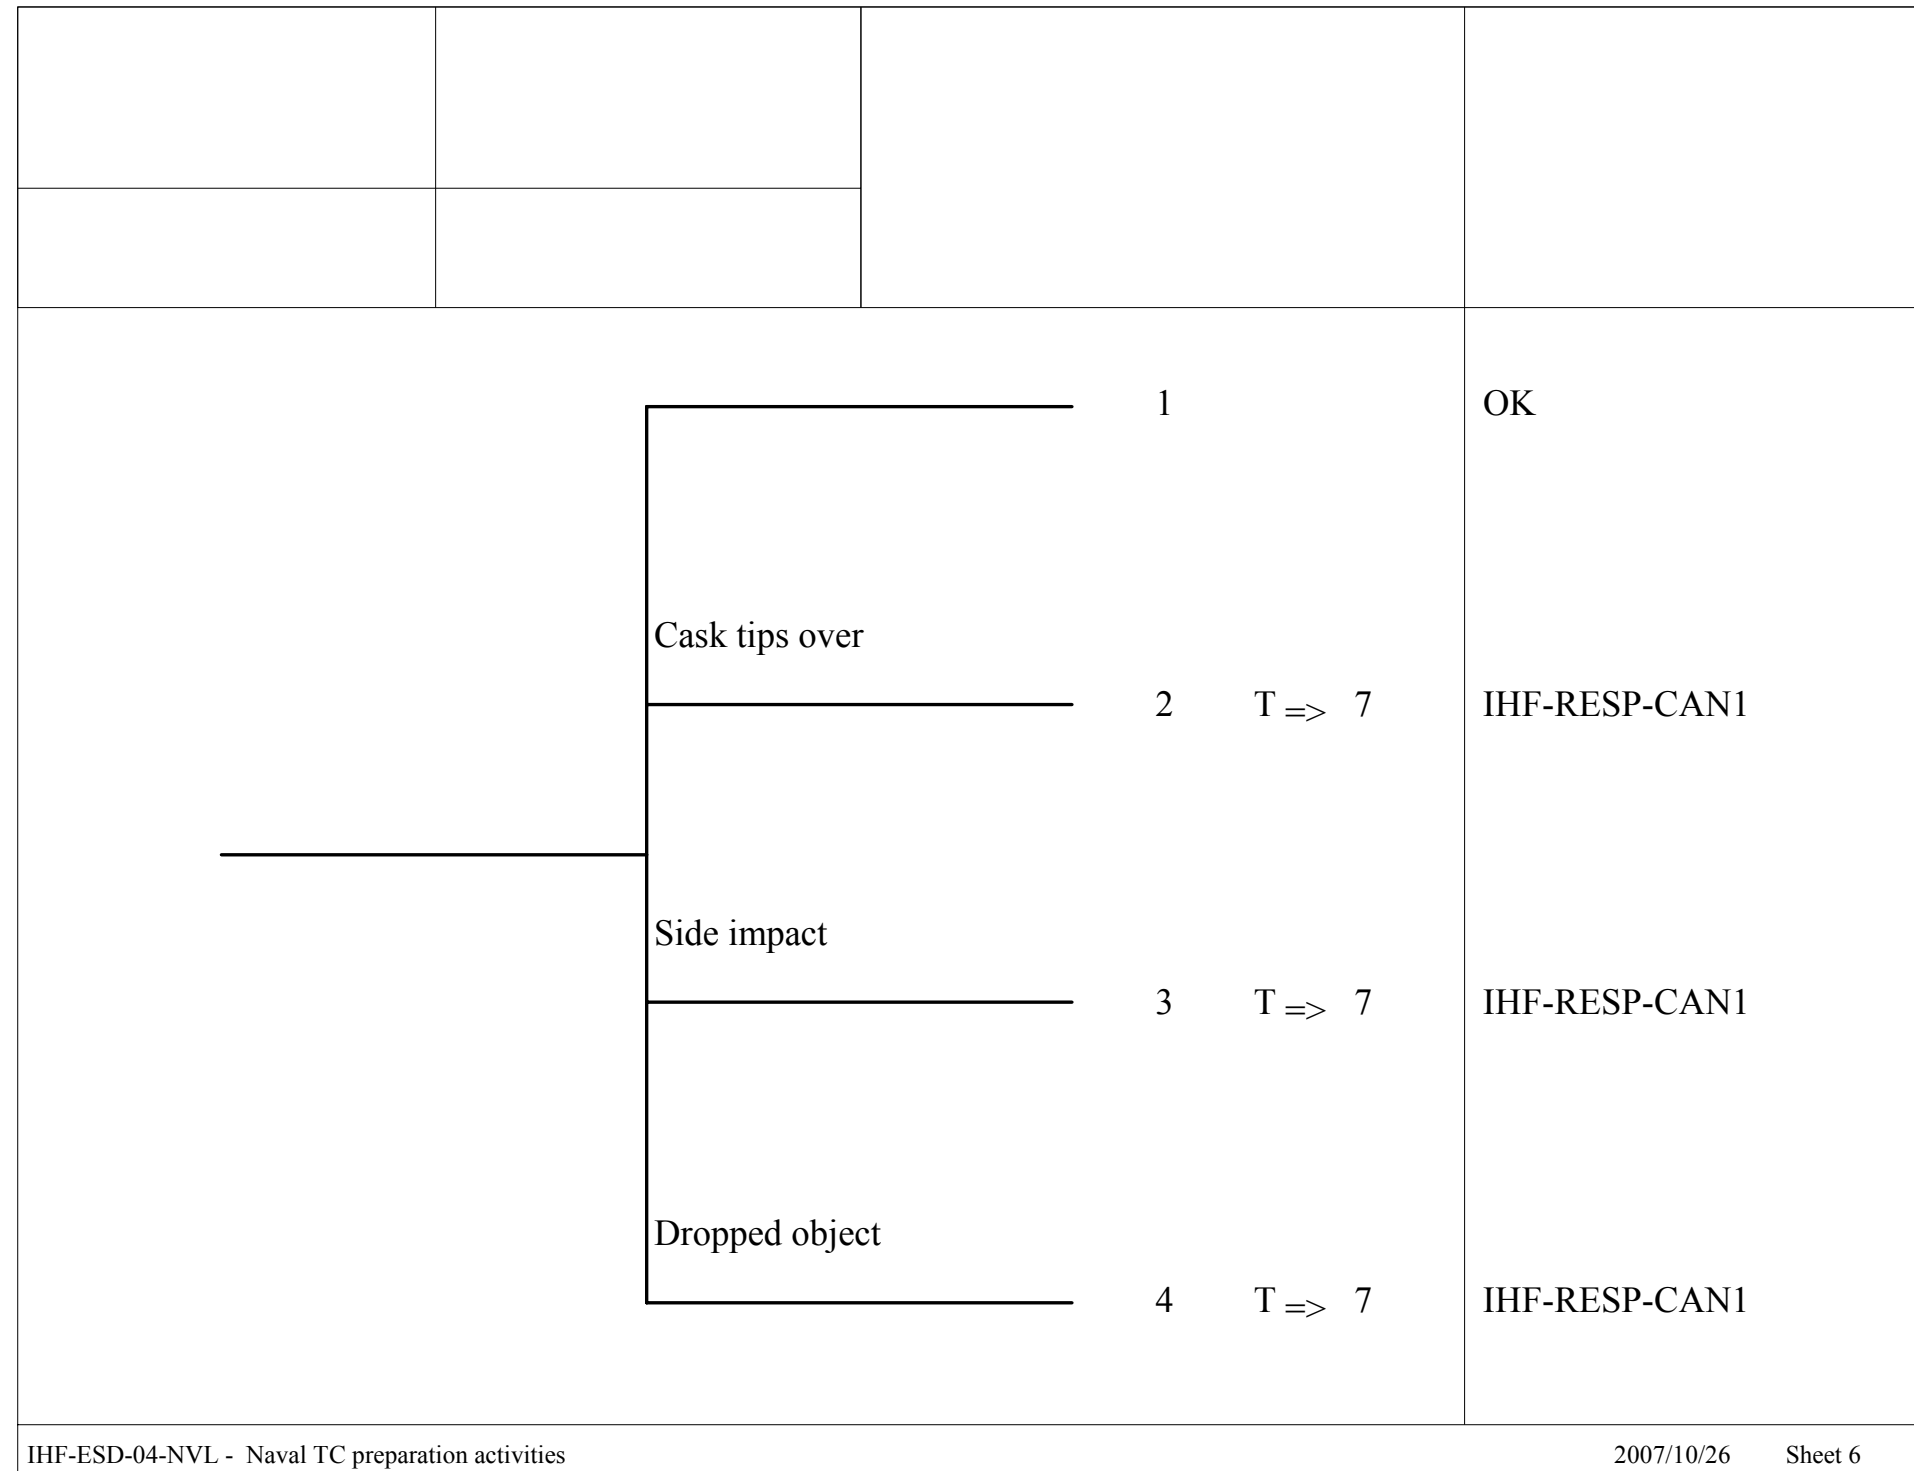 1 OK
Cask tips over
2 T => 7 IHF-RESP-CAN1
Side impact
3 T => 7 IHF-RESP-CAN1
Dropped object
4 T => 7 IHF-RESP-CAN1
IHF-ESD-04-NVL - Naval TC preparation activities 2007/10/26 Sheet 6